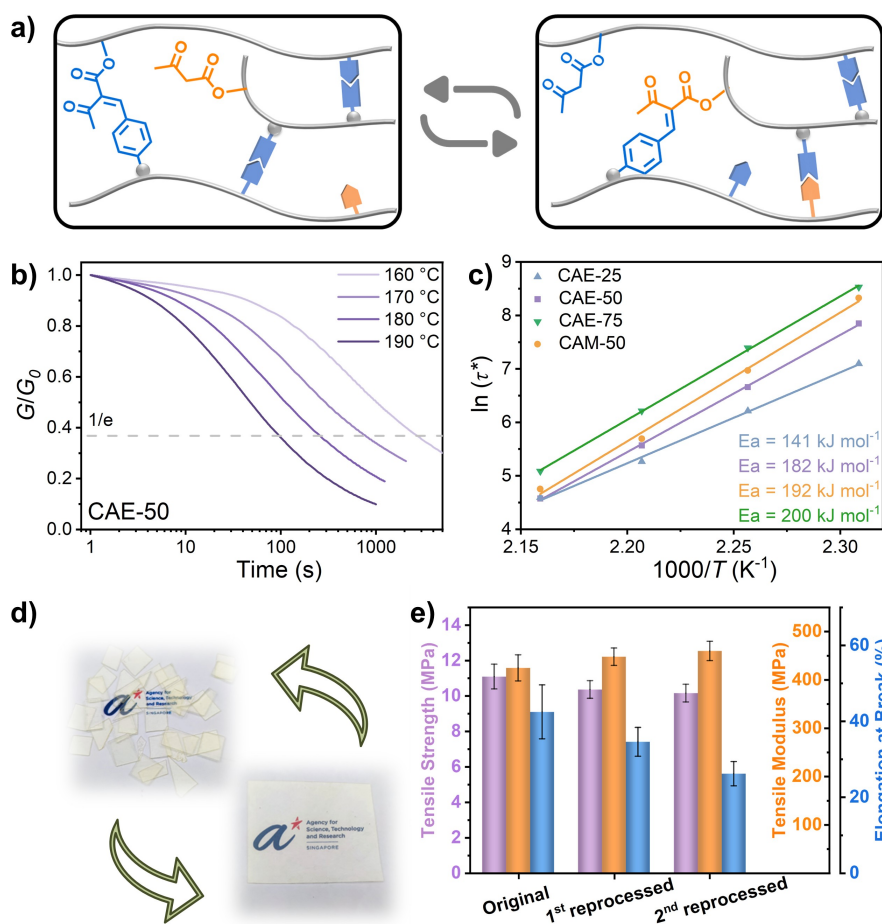 a)
O
O
O
O
O
O
O
O
O
O
O
O
b)
1.0
0.8
0.6
0.4
0.2
0.0
G/G0
160 °C
170 °C
180 °C
190 °C
1/e
CAE-50
1
10
100
1000
Time (s)
c)
9
8
7
6
5
4
ln (τ*)
CAE-25
CAE-50
CAE-75
CAM-50
Ea = 141 kJ mol-1
Ea = 182 kJ mol-1
Ea = 192 kJ mol-1
Ea = 200 kJ mol-1
2.15
2.20
2.25
2.30
1000/T (K-1)
d)
a
Agency for
Science, Technology
and Research
SINGAPORE
a
Agency for
Science, Technology
and Research
SINGAPORE
e)
14
12
10
8
6
4
2
0
Tensile Strength (MPa)
500
400
300
200
100
Tensile Modulus (MPa)
60
40
20
0
Elongation at Break (%)
Original
1st reprocessed
2nd reprocessed